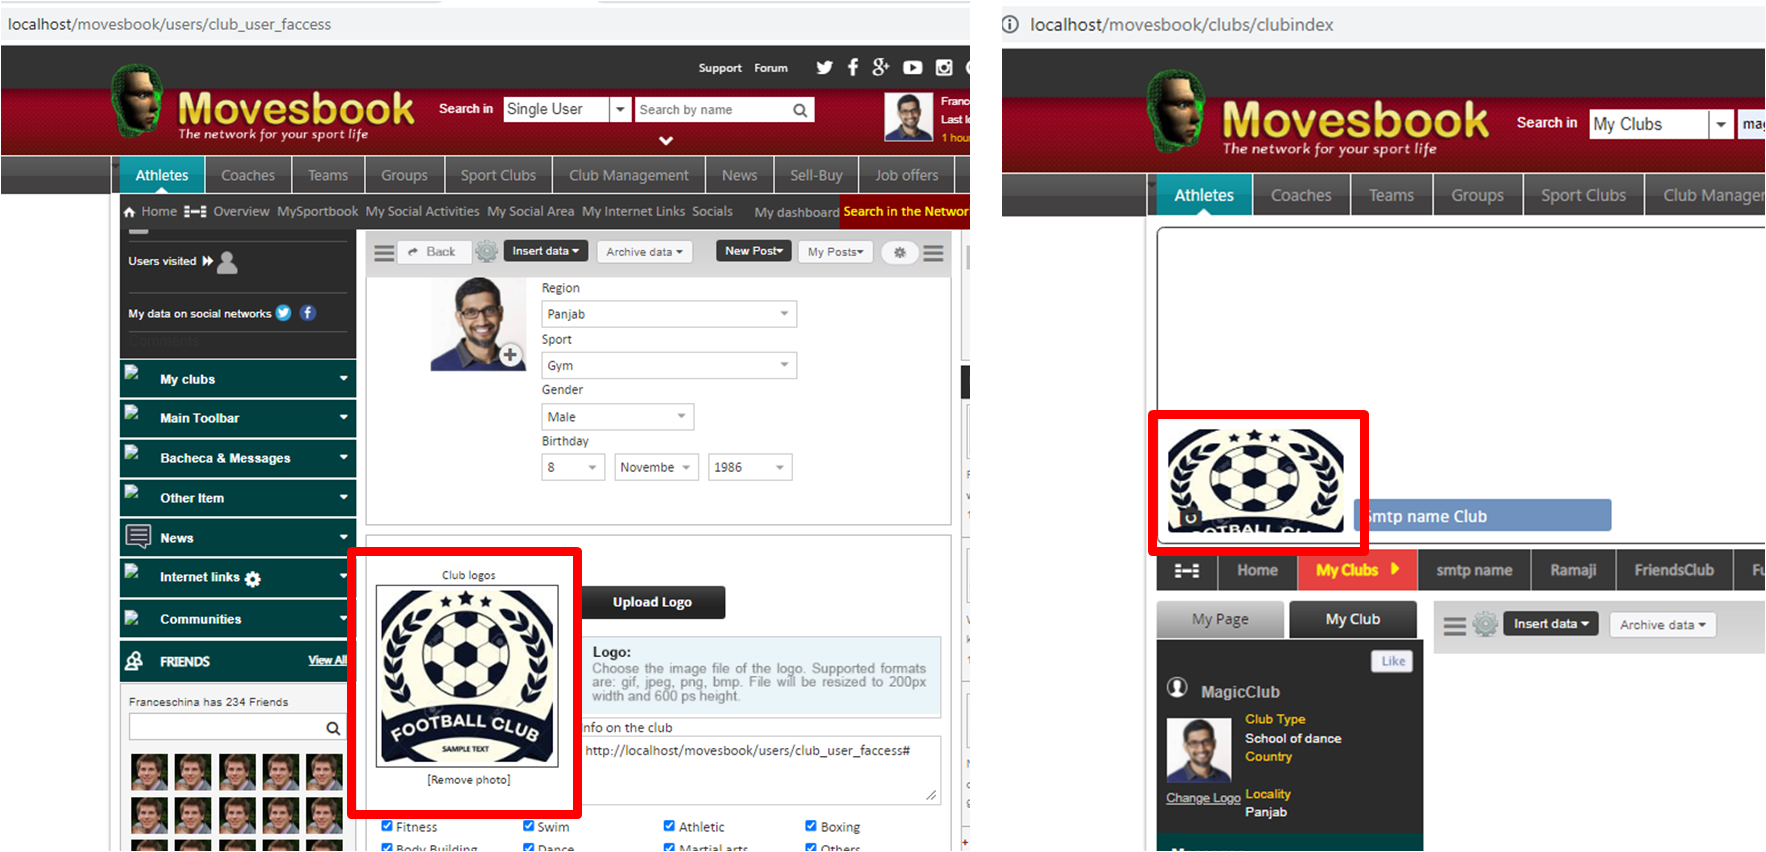 localhost/movesbook/users/club_user_faccess
Support Forum
Movesbook
The network for your sport life
Search in Single User Search by name
Last
1 hour
Athletes Coaches Teams Groups Sport Clubs Club Management News Sell-Buy Job offers
Home Overview MySportbook My Social Activities My Social Area My Internet Links Socials My dashboard Search in the Networ
Users visited
My data on social networks
Comments
My clubs
Main Toolbar
Bacheca & Messages
Other Item
News
Internet links
Communities
FRIENDS View All
Franceschina has 234 Friends
Back Insert data Archive data New Post My Posts
Region
Panjab
Sport
Gym
Gender
Male
Birthday
8 Novembe 1986
Club logos
FOOTBALL CLUB
SAMPLE TEXT
[Remove photo]
Upload Logo
Logo:
Choose the image file of the logo. Supported formats
are: gif, jpeg, png, bmp. File will be resized to 200px
width and 600 ps height.
info on the club
http://localhost/movesbook/users/club_user_faccess#
Fitness Swim Athletic Boxing
Body Building Dance Martial arts Others
localhost/movesbook/clubs/clubindex
Movesbook
The network for your sport life
Search in My Clubs mag
Athletes Coaches Teams Groups Sport Clubs Club Manager
FOOTBALL CLUB
Smtp name Club
Home My Clubs smtp name Ramaji FriendsClub Fu
My Page My Club
Insert data Archive data
Like
MagicClub
Club Type
School of dance
Country
Change Logo
Locality
Panjab